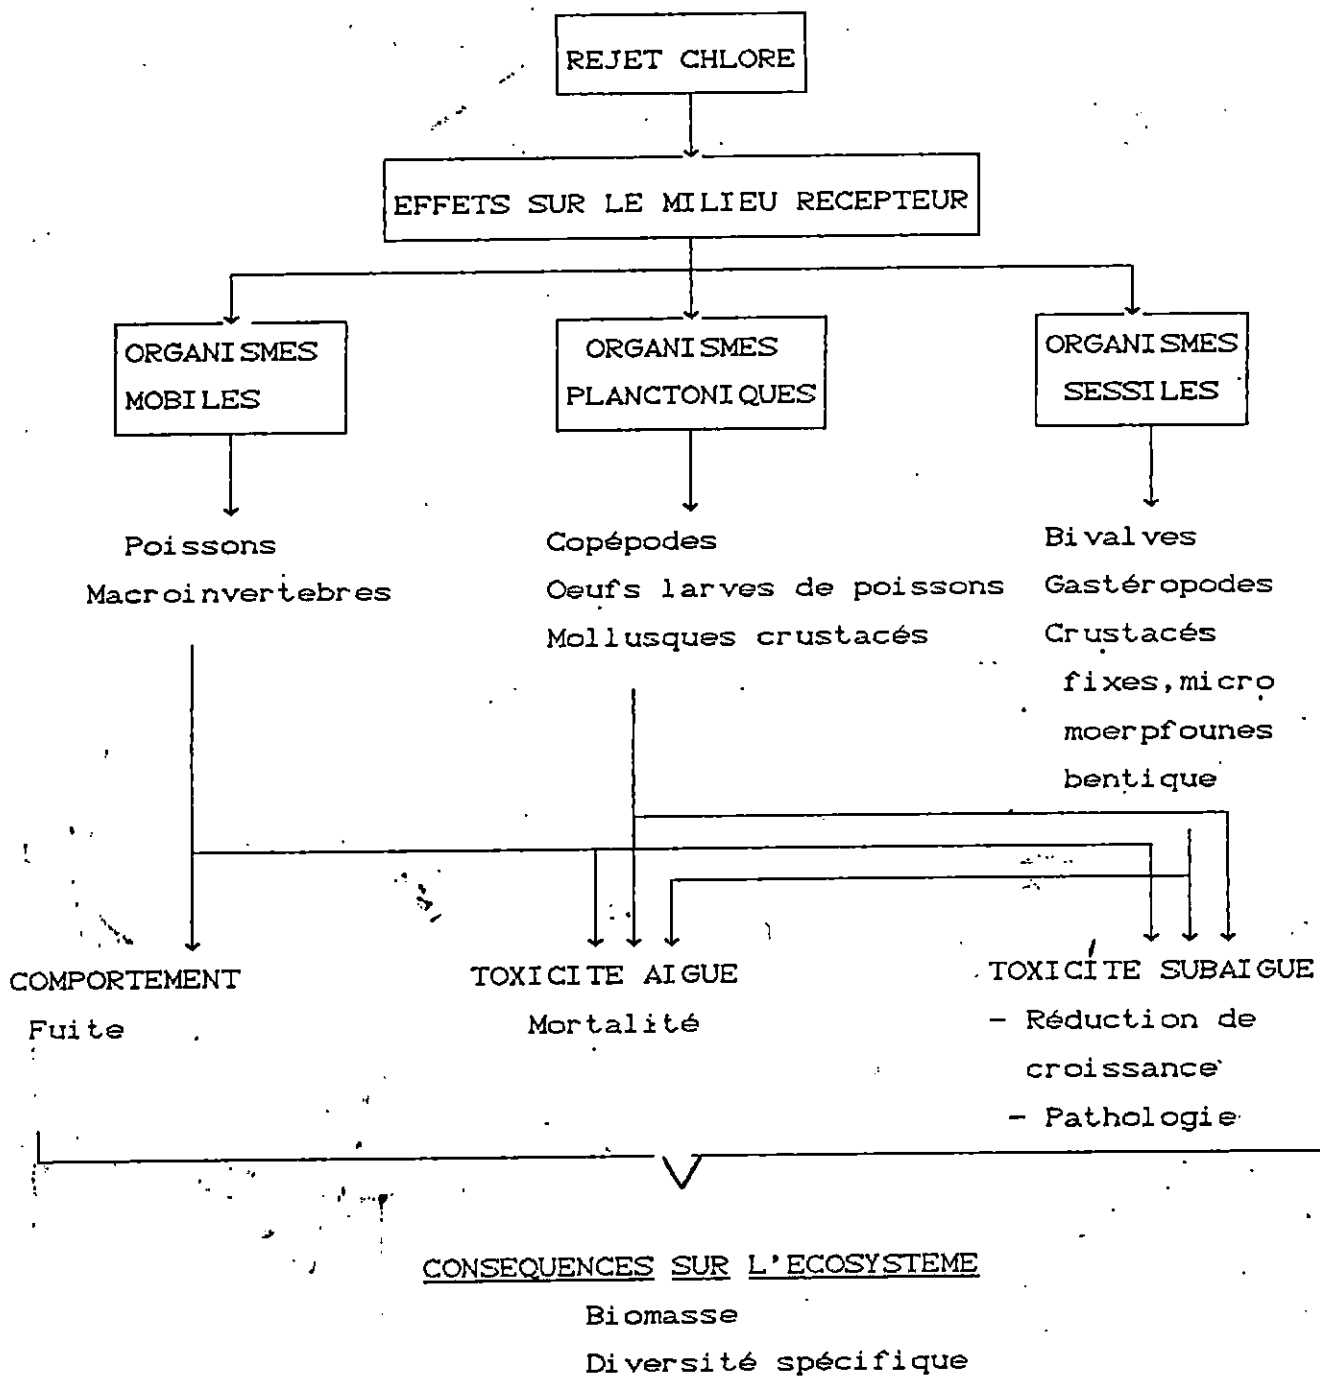 REJET CHLORE
EFFETS SUR LE MILIEU RECEPTEUR
ORGANISMES
MOBILES
ORGANISMES
PLANCTONIQUES
ORGANISMES
SESSILES
Poissons
Macroinvertebres
Copépodes
Oeufs larves de poissons
Mollusques crustacés
Bivalves
Gastéropodes
Crustacés
fixes,micro
moerpfounes
bentique
COMPORTEMENT
Fuite
TOXICITE AIGUE
Mortalité
TOXICITE SUBAIGUE
- Réduction de
croissance
- Pathologie
CONSEQUENCES SUR L'ECOSYSTEME
Biomasse
Diversité spécifique